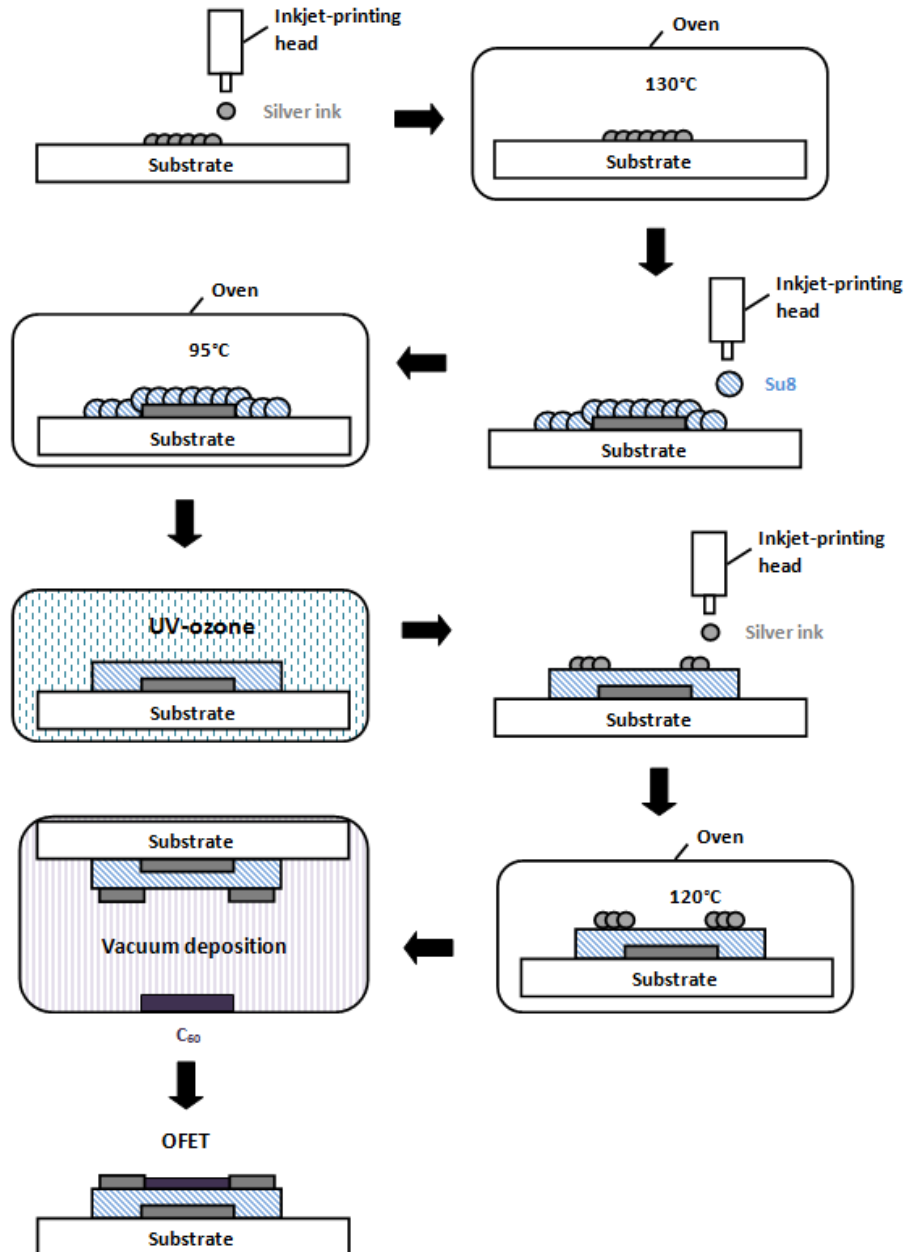 Inkjet-printing
head
Silver ink
Substrate
Oven
130°C
Substrate
Inkjet-printing
head
Su8
Substrate
Oven
95°C
Substrate
UV-ozone
Substrate
Inkjet-printing
head
Silver ink
Substrate
Oven
120°C
Substrate
Substrate
Vacuum deposition
C₆₀
OFET
Substrate